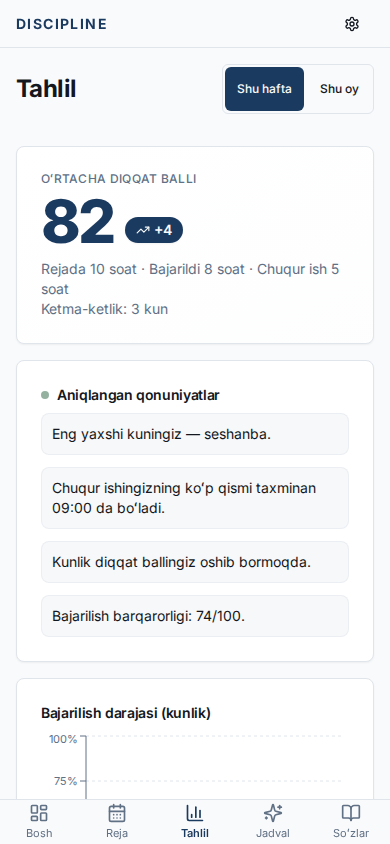 DISCIPLINE
Tahlil
Shu hafta
Shu oy
O'RTACHA DIQQAT BALLI
82
+4
Rejada 10 soat · Bajarildi 8 soat · Chuqur ish 5
soat
Ketma-ketlik: 3 kun
Aniqlangan qonuniyatlar
Eng yaxshi kuningiz — seshanba.
Chuqur ishingizning koʻp qismi taxminan
09:00 da boʻladi.
Kunlik diqqat ballingiz oshib bormoqda.
Bajarilish barqarorligi: 74/100.
Bajarilish darajasi (kunlik)
100%
75%
Bosh
Reja
Tahlil
Jadval
Soʻzlar